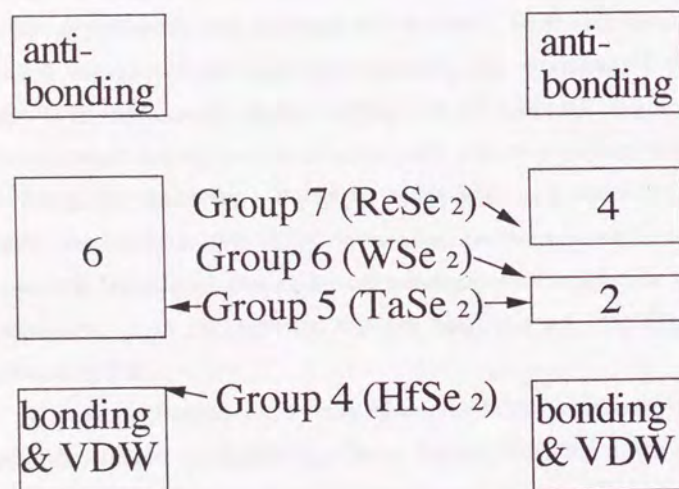 anti-
bonding
anti-
bonding
6
Group 7 (ReSe 2)
Group 6 (WSe 2)
Group 5 (TaSe 2)
4
2
Group 4 (HfSe 2)
bonding
& VDW
bonding
& VDW